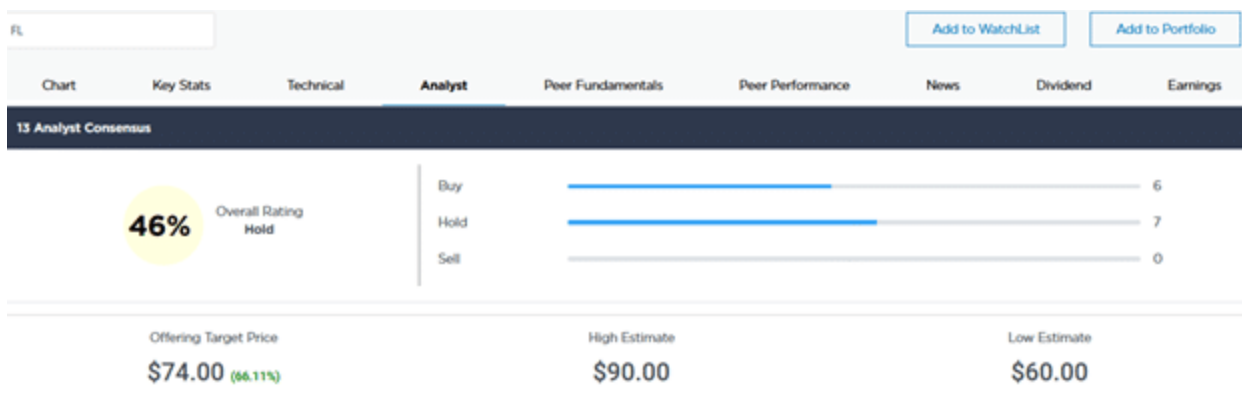 FL
Add to WatchList
Add to Portfolio
Chart Key Stats Technical Analyst Peer Fundamentals Peer Performance News Dividend Earnings
13 Analyst Consensus
46%
Overall Rating
Hold
Buy 6
Hold 7
Sell 0
Offering Target Price High Estimate Low Estimate
$74.00 (66.11%) $90.00 $60.00